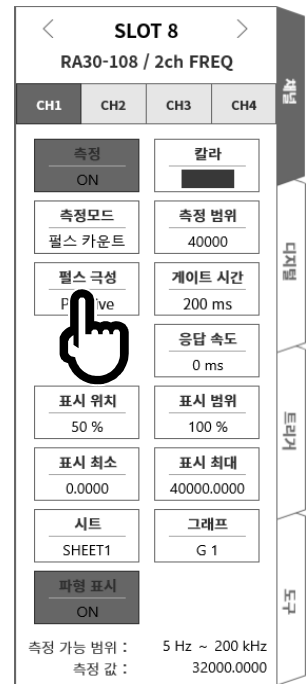 SLOT 8
RA30-108 / 2ch FREQ
CH1 CH2 CH3 CH4
측정 칼라
ON
측정모드 측정 범위
펄스 카운트 40000
펄스 극성 게이트 시간
200 ms
응답 속도
0 ms
표시 위치 표시 범위
50 % 100 %
표시 최소 표시 최대
0.0000 40000.0000
시트 그래프
SHEET1 G 1
파형 표시
ON
측정 가능 범위 : 5 Hz ~ 200 kHz
측정 값 : 32000.0000
채널
디지털
트리거
도구